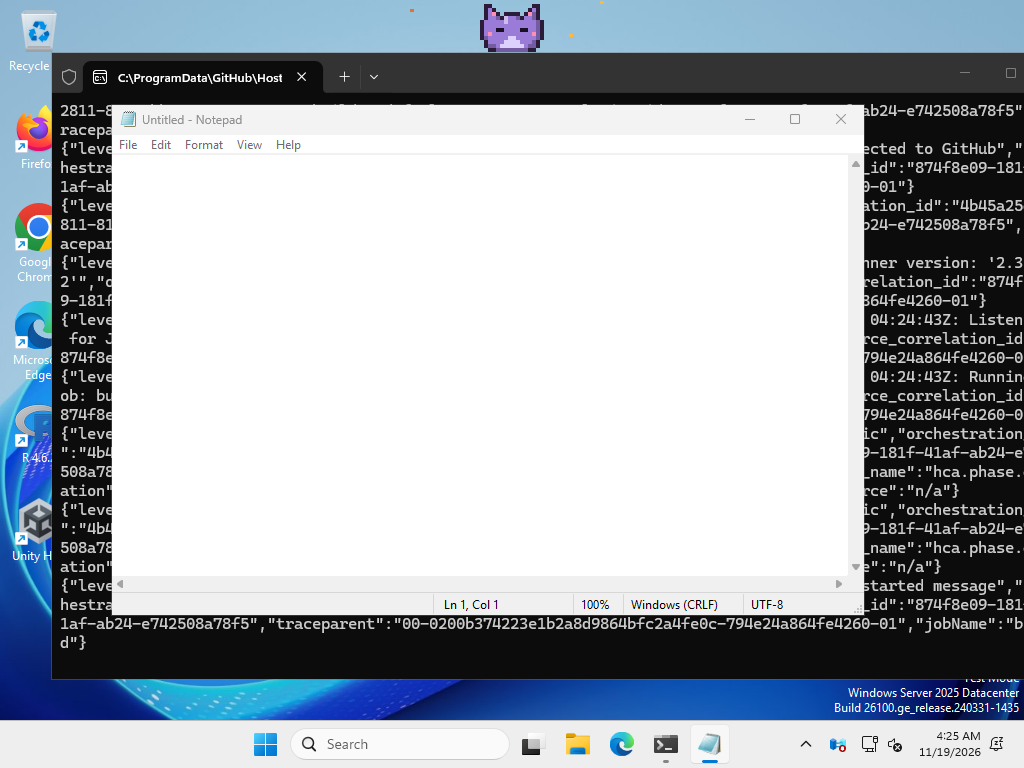 Recycle
C:\ProgramData\GitHub\Host
Untitled - Notepad
File Edit Format View Help
Ln 1, Col 1
100%
Windows (CRLF)
UTF-8
Firefo
Googl
Chrom
Micros
Edge
R 4.6.
Unity H
2811-8
ab24-e742508a78f5"
racepa
{"leve
ected to GitHub","
hestra
_id":"874f8e09-181
1af-ab
0-01"}
{"leve
ation_id":"4b45a25
811-81
b24-e742508a78f5",
acepar
{"leve
nner version: '2.3
2'","o
relation_id":"874f
9-181f
864fe4260-01"}
{"leve
04:24:43Z: Listen
for J
rce_correlation_id
874f8e
794e24a864fe4260-0
{"leve
04:24:43Z: Runnin
ob: bu
rce_correlation_id
874f8e
794e24a864fe4260-0
{"leve
ic","orchestration
":"4b4
9-181f-41af-ab24-e
508a78
_name":"hca.phase.
ation"
rce":"n/a"}
{"leve
ic","orchestration
":"4b4
9-181f-41af-ab24-e
508a78
_name":"hca.phase.
ation"
e":"n/a"}
{"leve
started message","
hestra
_id":"874f8e09-181
1af-ab24-e742508a78f5","traceparent":"00-0200b374223e1b2a8d9864bfc2a4fe0c-794e24a864fe4260-01","jobName":"b
d"}
Test Mode
Windows Server 2025 Datacenter
Build 26100.ge_release.240331-1435
Search
4:25 AM
11/19/2026